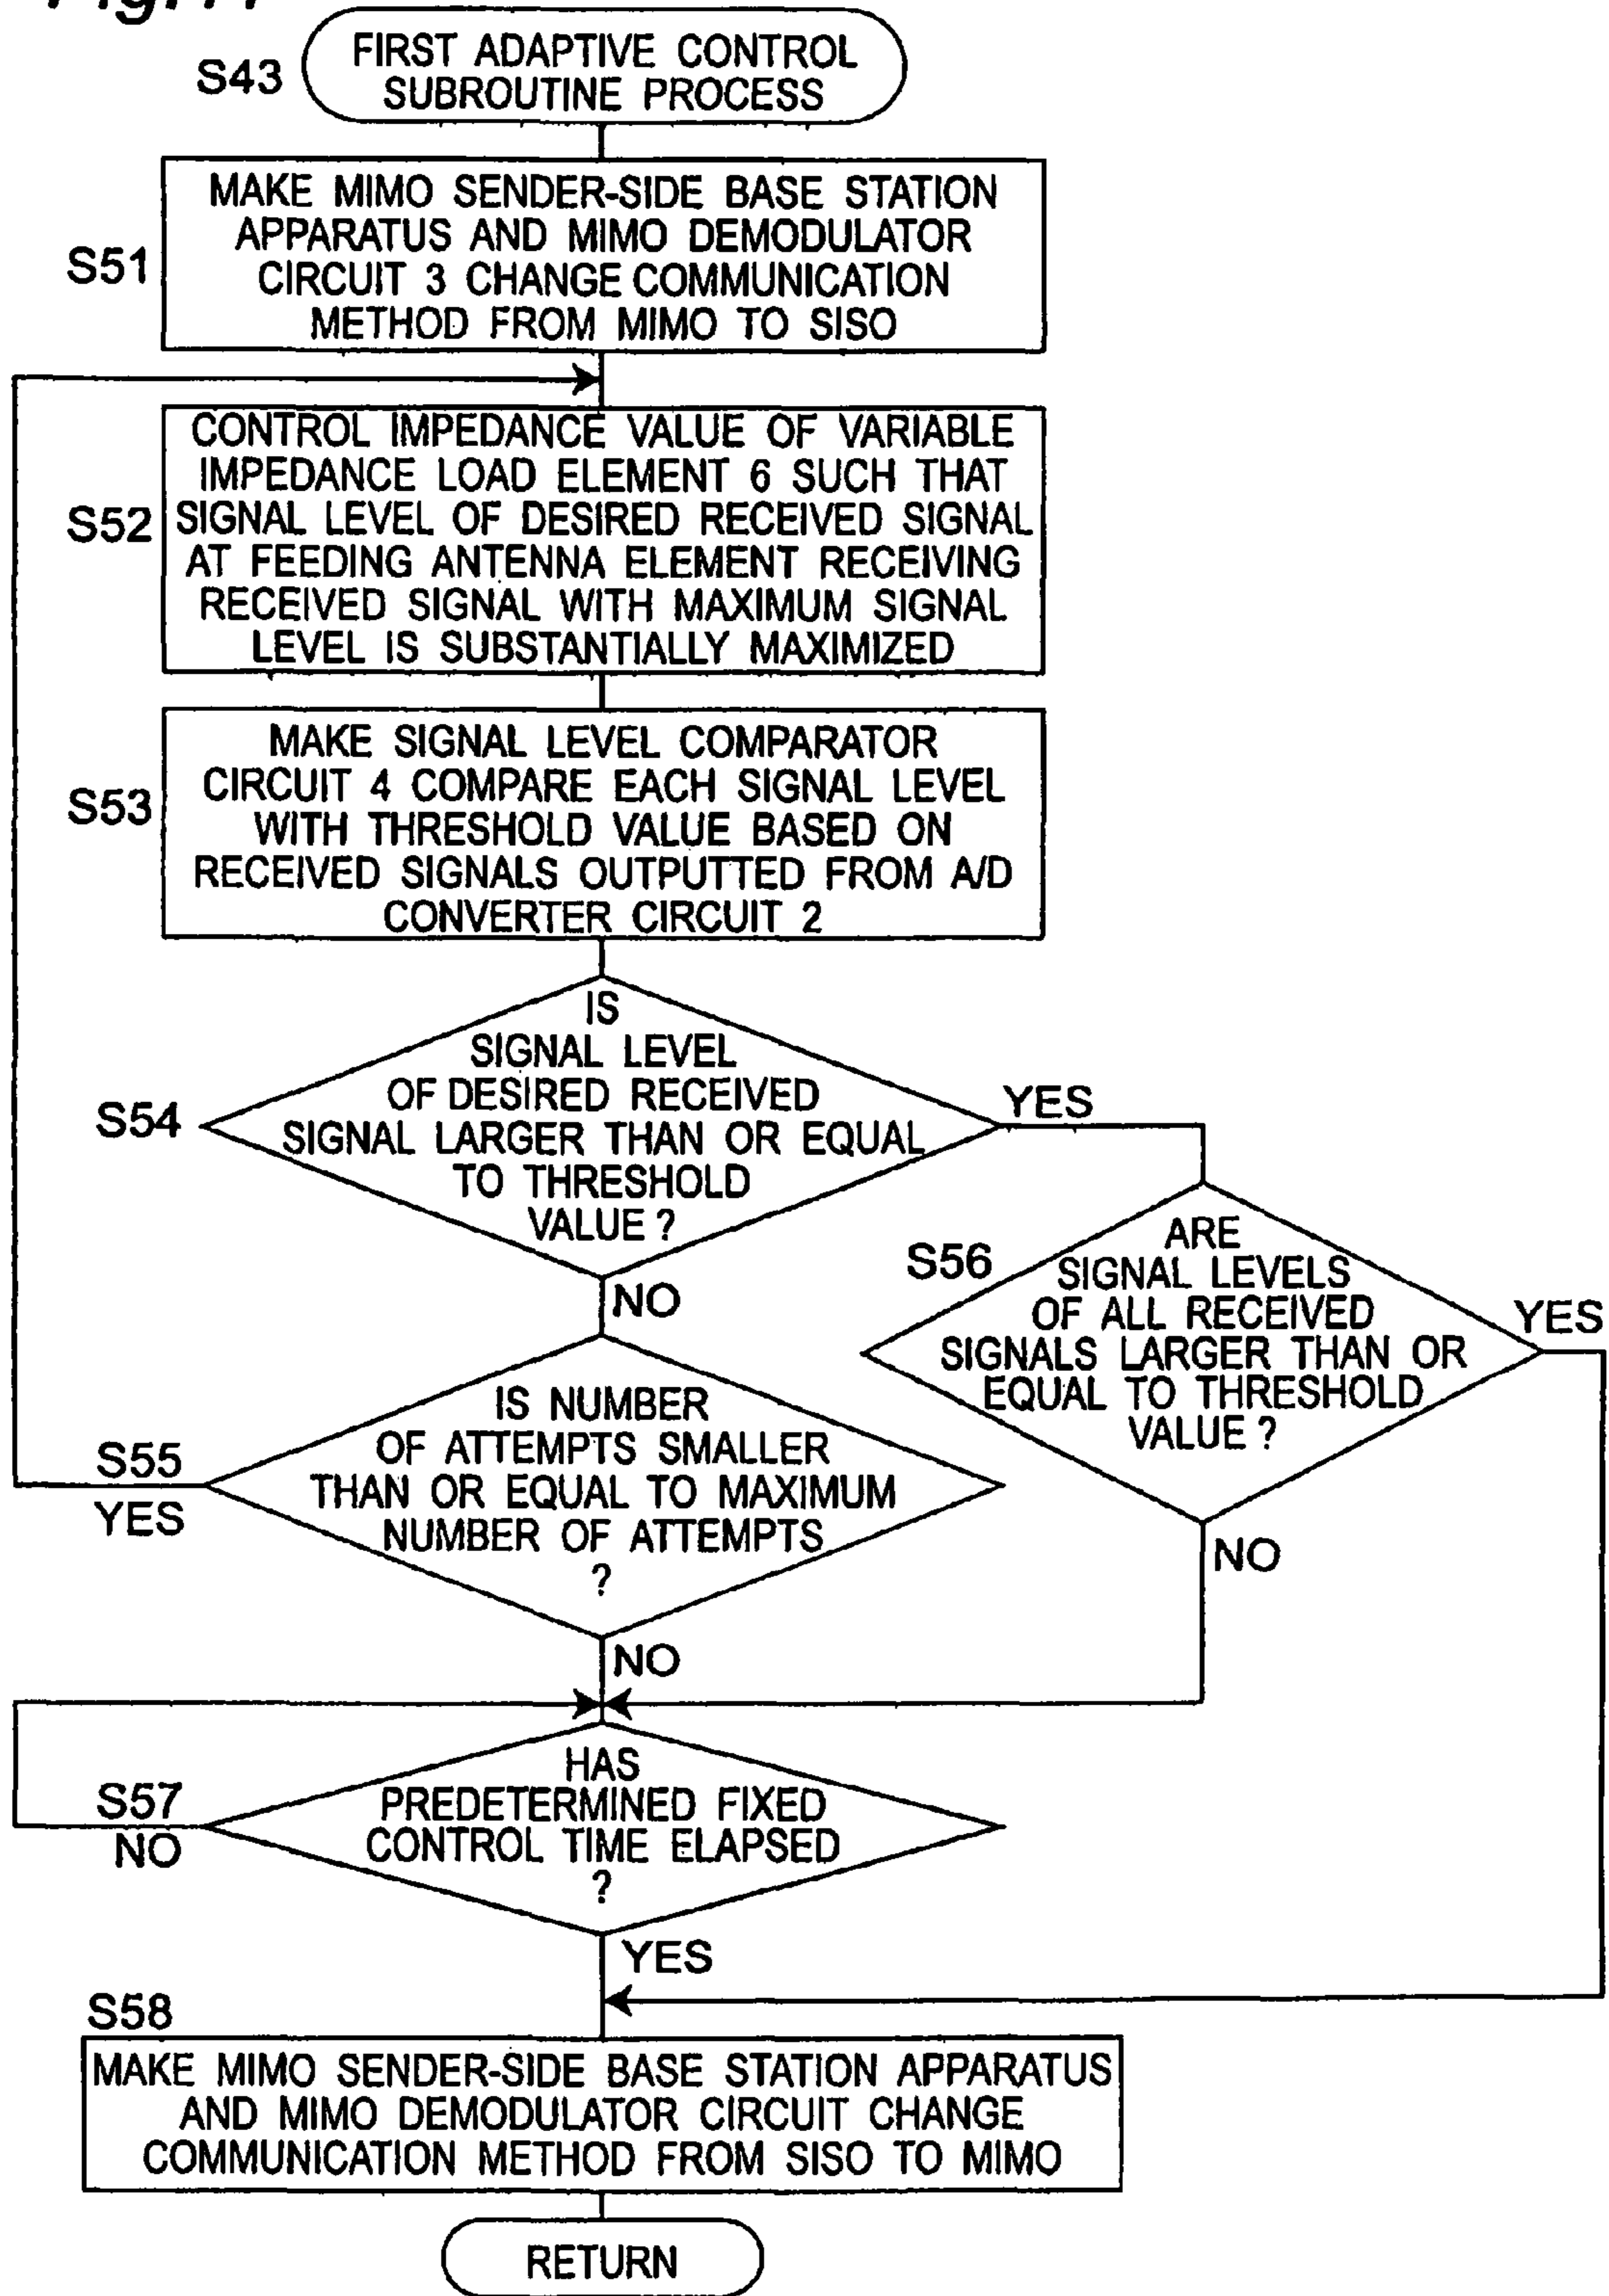 S43
FIRST ADAPTIVE CONTROL
SUBROUTINE PROCESS
S51
MAKE MIMO SENDER-SIDE BASE STATION
APPARATUS AND MIMO DEMODULATOR
CIRCUIT 3 CHANGE COMMUNICATION
METHOD FROM MIMO TO SISO
S52
CONTROL IMPEDANCE VALUE OF VARIABLE
IMPEDANCE LOAD ELEMENT 6 SUCH THAT
SIGNAL LEVEL OF DESIRED RECEIVED SIGNAL
AT FEEDING ANTENNA ELEMENT RECEIVING
RECEIVED SIGNAL WITH MAXIMUM SIGNAL
LEVEL IS SUBSTANTIALLY MAXIMIZED
S53
MAKE SIGNAL LEVEL COMPARATOR
CIRCUIT 4 COMPARE EACH SIGNAL LEVEL
WITH THRESHOLD VALUE BASED ON
RECEIVED SIGNALS OUTPUTTED FROM A/D
CONVERTER CIRCUIT 2
S54
IS
SIGNAL LEVEL
OF DESIRED RECEIVED
SIGNAL LARGER THAN OR EQUAL
TO THRESHOLD
VALUE ?
YES
NO
S56
ARE
SIGNAL LEVELS
OF ALL RECEIVED
SIGNALS LARGER THAN OR
EQUAL TO THRESHOLD
VALUE ?
YES
NO
S55
YES
IS NUMBER
OF ATTEMPTS SMALLER
THAN OR EQUAL TO MAXIMUM
NUMBER OF ATTEMPTS
?
NO
S57
NO
HAS
PREDETERMINED FIXED
CONTROL TIME ELAPSED
?
YES
S58
MAKE MIMO SENDER-SIDE BASE STATION APPARATUS
AND MIMO DEMODULATOR CIRCUIT CHANGE
COMMUNICATION METHOD FROM SISO TO MIMO
RETURN